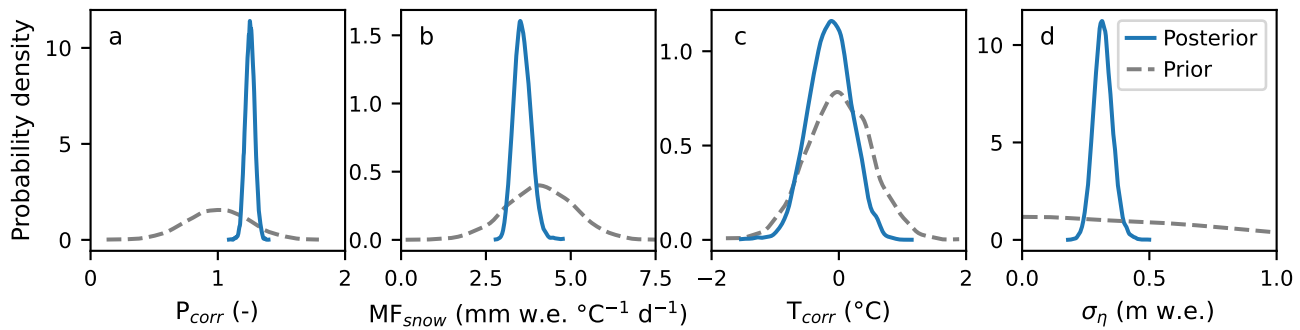 Probability density
a
10
5
0
0
1
2
P_corr (-)
b
1.5
1.0
0.5
0.0
0.0
2.5
5.0
7.5
MF_snow (mm w.e. °C⁻¹ d⁻¹)
c
1.0
0.5
0.0
−2
0
2
T_corr (°C)
d
Posterior
Prior
10
5
0
0.0
0.5
1.0
σ_η (m w.e.)